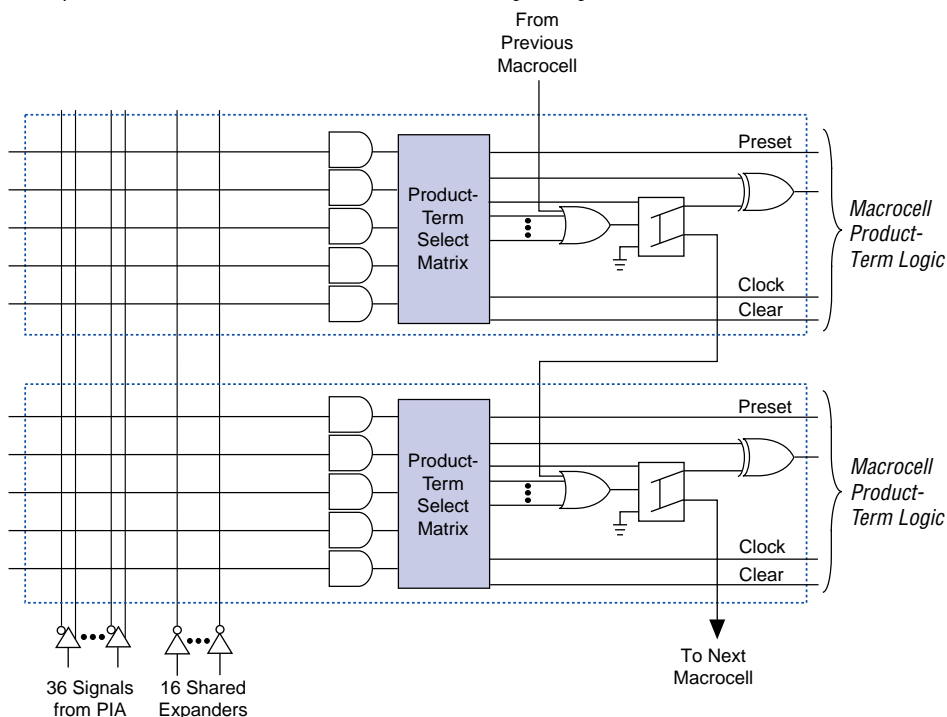 From
Previous
Macrocell
Preset
Product-
Term
Select
Matrix
Macrocell
Product-
Term Logic
Clock
Clear
Preset
Product-
Term
Select
Matrix
Macrocell
Product-
Term Logic
Clock
Clear
36 Signals
from PIA
16 Shared
Expanders
To Next
Macrocell